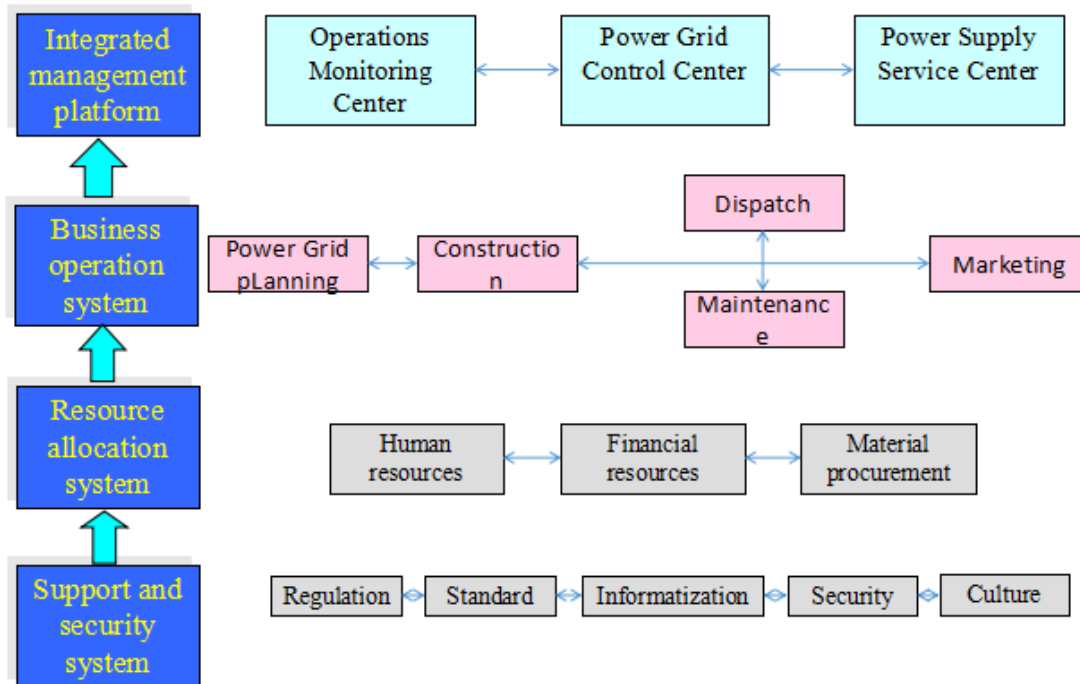 Integrated
management
platform
Operations
Monitoring
Center
Power Grid
Control Center
Power Supply
Service Center
Business
operation
system
Power Grid
pLanning
Constructio
n
Dispatch
Maintenanc
e
Marketing
Resource
allocation
system
Human
resources
Financial
resources
Material
procurement
Support and
security
system
Regulation
Standard
Informatization
Security
Culture